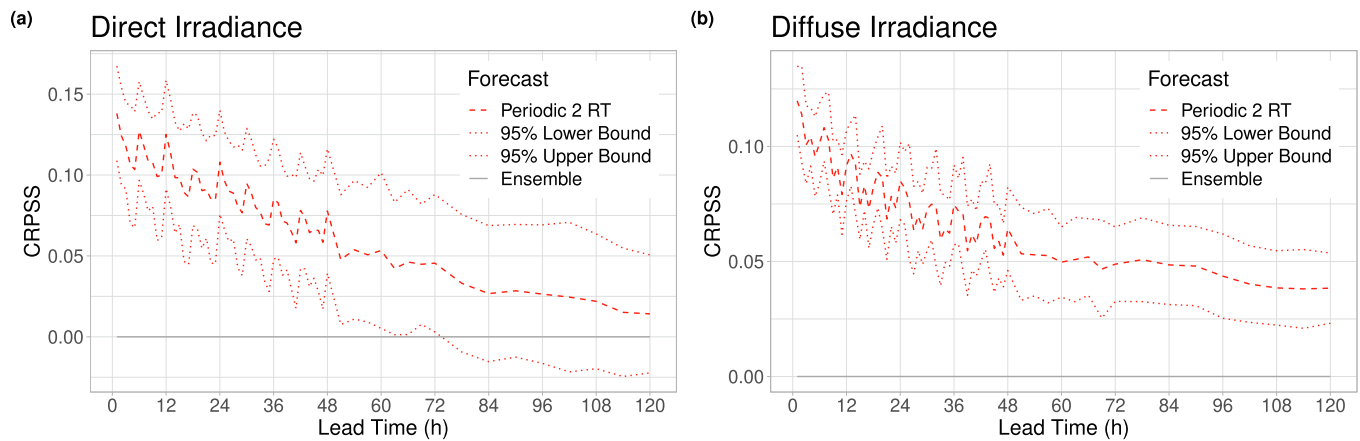 (a)
Direct Irradiance
CRPSS
0.15
0.10
0.05
0.00
Forecast
Periodic 2 RT
95% Lower Bound
95% Upper Bound
Ensemble
0 12 24 36 48 60 72 84 96 108 120
Lead Time (h)
(b)
Diffuse Irradiance
CRPSS
0.10
0.05
0.00
Forecast
Periodic 2 RT
95% Lower Bound
95% Upper Bound
Ensemble
0 12 24 36 48 60 72 84 96 108 120
Lead Time (h)